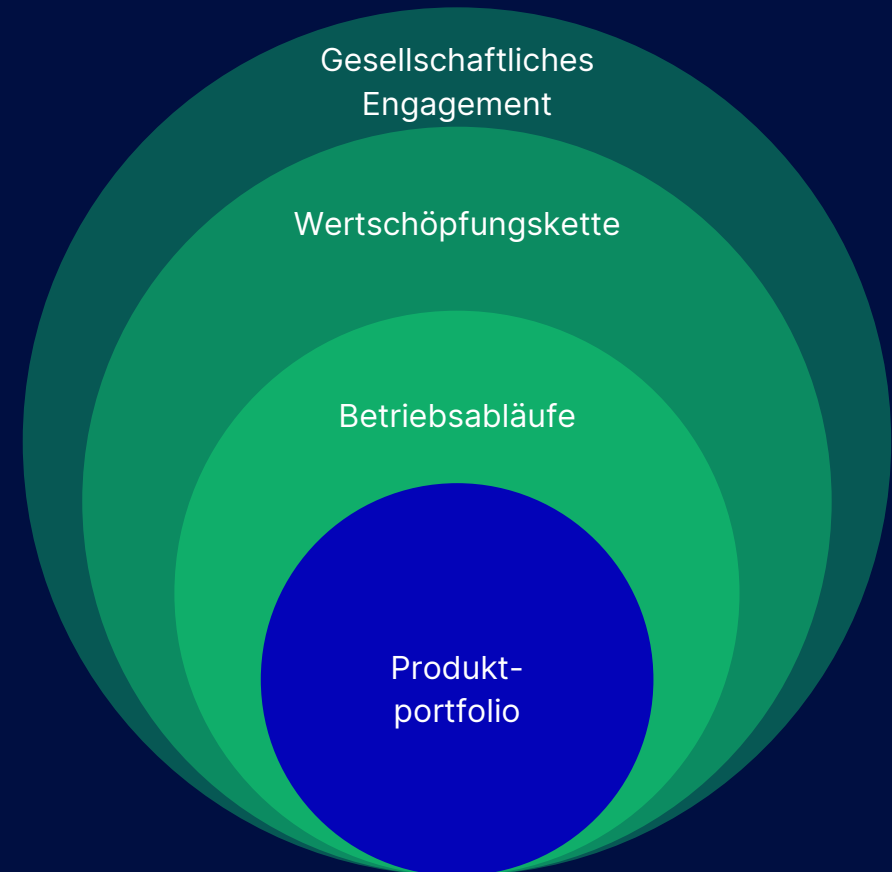 Gesellschaftliches
Engagement
Wertschöpfungskette
Betriebsabläufe
Produkt-
portfolio